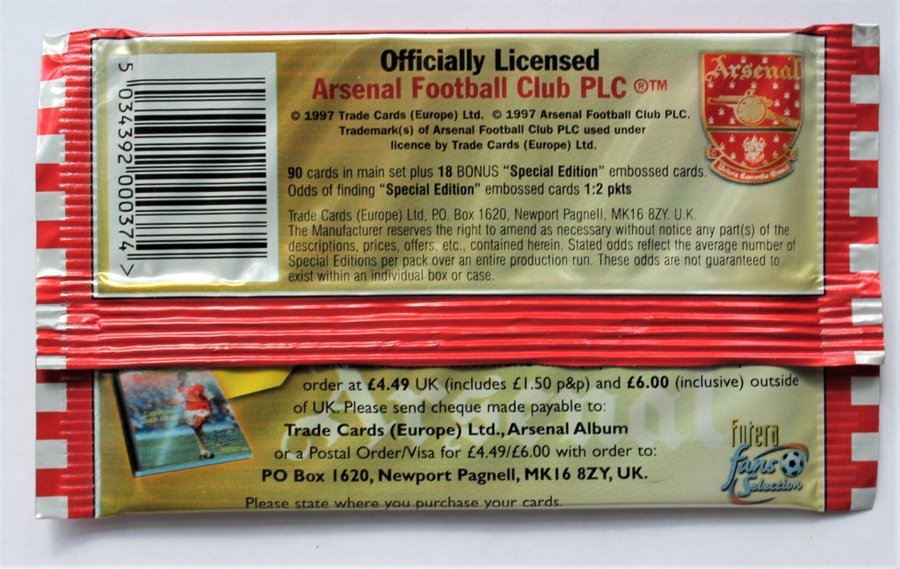 Officially Licensed
Arsenal Football Club PLC ®™
© 1997 Trade Cards (Europe) Ltd. © 1997 Arsenal Football Club PLC.
Trademark(s) of Arsenal Football Club PLC used under
licence by Trade Cards (Europe) Ltd.
90 cards in main set plus 18 BONUS “Special Edition” embossed cards.
Odds of finding “Special Edition” embossed cards 1:2 pkts
Trade Cards (Europe) Ltd, P.O. Box 1620, Newport Pagnell, MK16 8ZY. U.K.
The Manufacturer reserves the right to amend as necessary without notice any part(s) of the
descriptions, prices, offers, etc., contained herein. Stated odds reflect the average number of
Special Editions per pack over an entire production run. These odds are not guaranteed to
exist within an individual box or case.
5 034392 000374 >
Arsenal
Victoria Concordia Crescit
order at £4.49 UK (includes £1.50 p&p) and £6.00 (inclusive) outside
of UK. Please send cheque made payable to:
Trade Cards (Europe) Ltd., Arsenal Album
or a Postal Order/Visa for £4.49/£6.00 with order to:
PO Box 1620, Newport Pagnell, MK16 8ZY, UK.
Please state where you purchase your cards.
Arsenal
Futera
fans
Selection